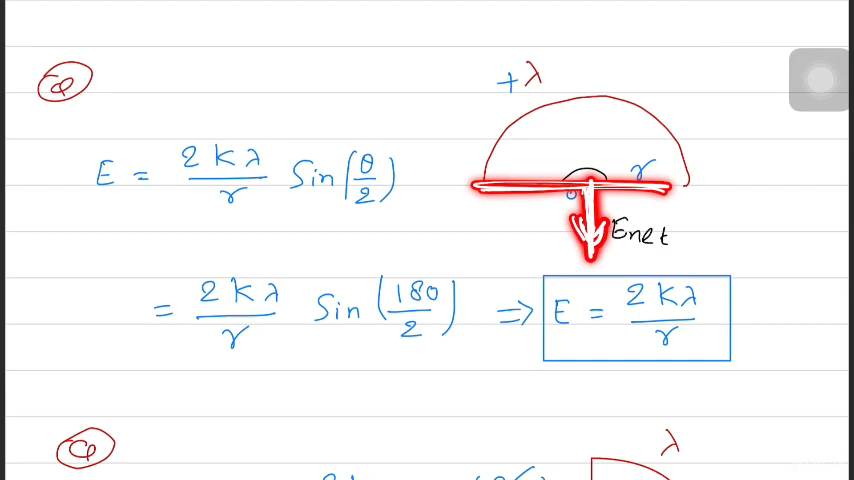 Q
+λ
E = 2Kλ/r Sin(θ/2)
r
O
Enet
= 2Kλ/r Sin(180/2) ⇒ E = 2Kλ/r
Q
λ